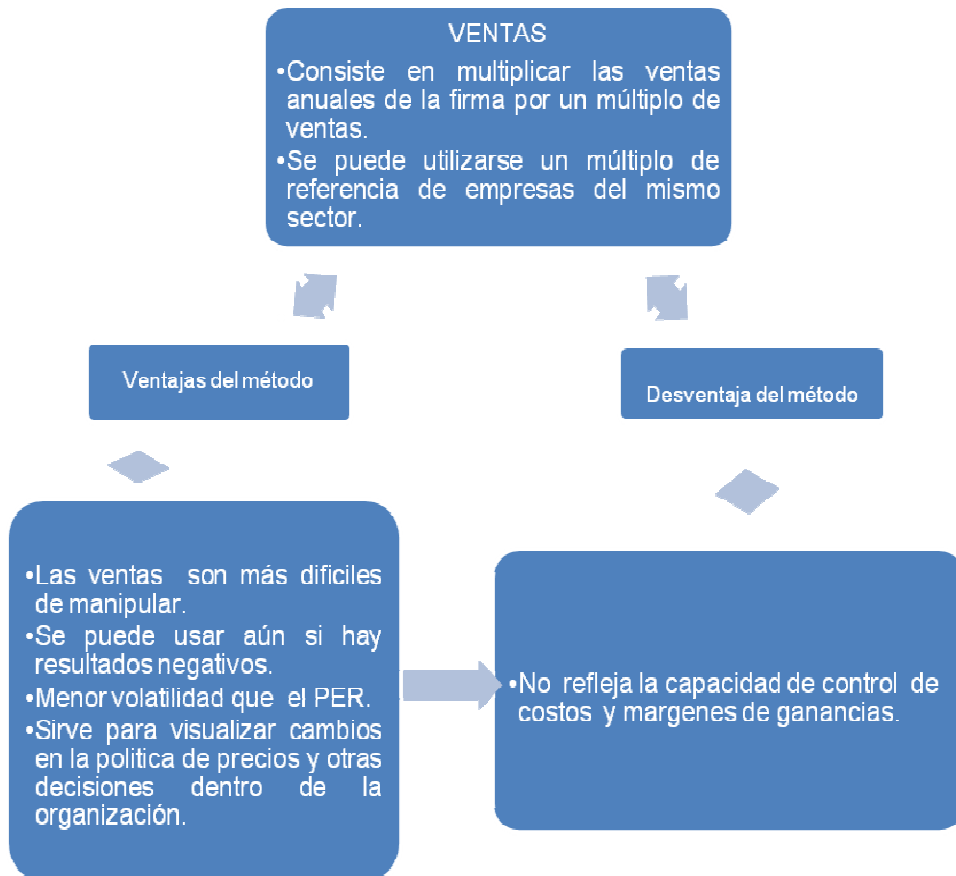 VENTAS
•Consiste en multiplicar las ventas
anuales de la firma por un múltiplo de
ventas.
•Se puede utilizarse un múltiplo de
referencia de empresas del mismo
sector.
Ventajas del método
Desventaja del método
•Las ventas son más dificiles
de manipular.
•Se puede usar aún si hay
resultados negativos.
•Menor volatilidad que el PER.
•Sirve para visualizar cambios
en la politica de precios y otras
decisiones dentro de la
organización.
•No refleja la capacidad de control de
costos y margenes de ganancias.